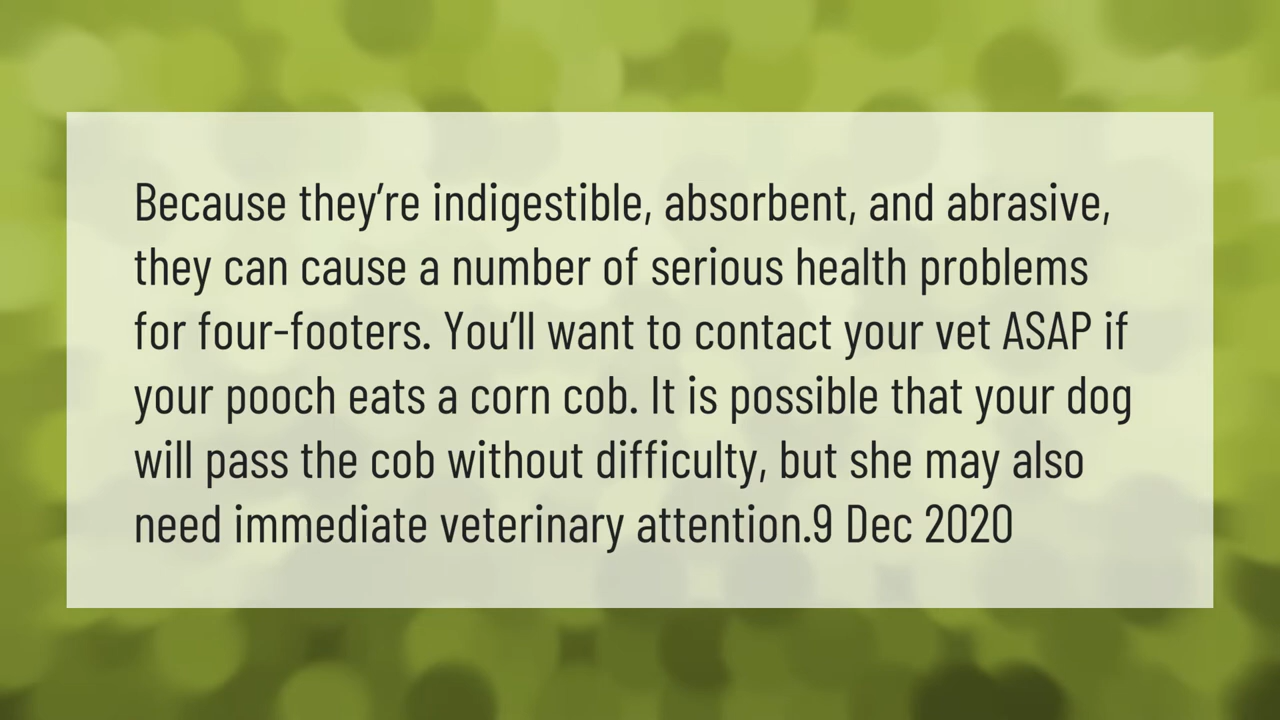 Because they’re indigestible, absorbent, and abrasive,
they can cause a number of serious health problems
for four-footers. You’ll want to contact your vet ASAP if
your pooch eats a corn cob. It is possible that your dog
will pass the cob without difficulty, but she may also
need immediate veterinary attention.9 Dec 2020